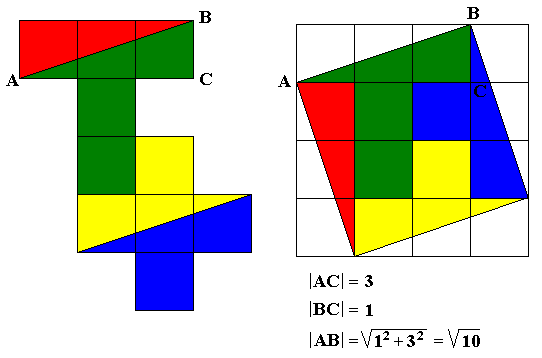 B
A
C
B
A
C
|AC| = 3
|BC| = 1
|AB| = √1² + 3² = √10